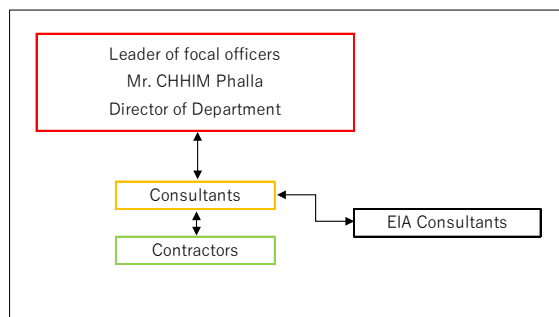 Leader of focal officers
Mr. CHHIM Phalla
Director of Department
Consultants
EIA Consultants
Contractors